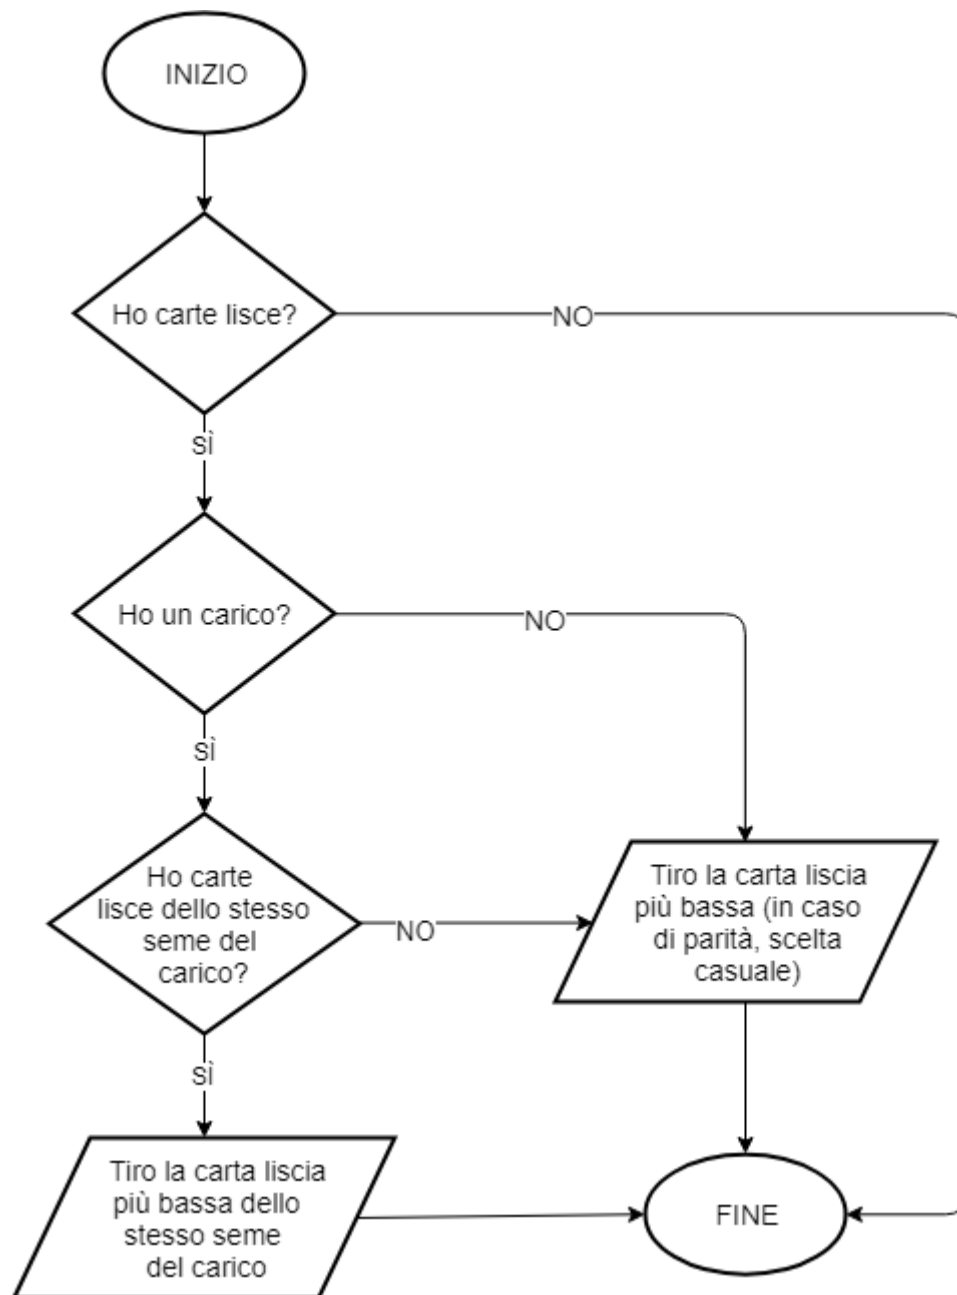 INIZIO
Ho carte lisce?
NO
SÌ
Ho un carico?
NO
SÌ
Ho carte
lisce dello stesso
seme del
carico?
NO
Tiro la carta liscia
più bassa (in caso
di parità, scelta
casuale)
SÌ
Tiro la carta liscia
più bassa dello
stesso seme
del carico
FINE